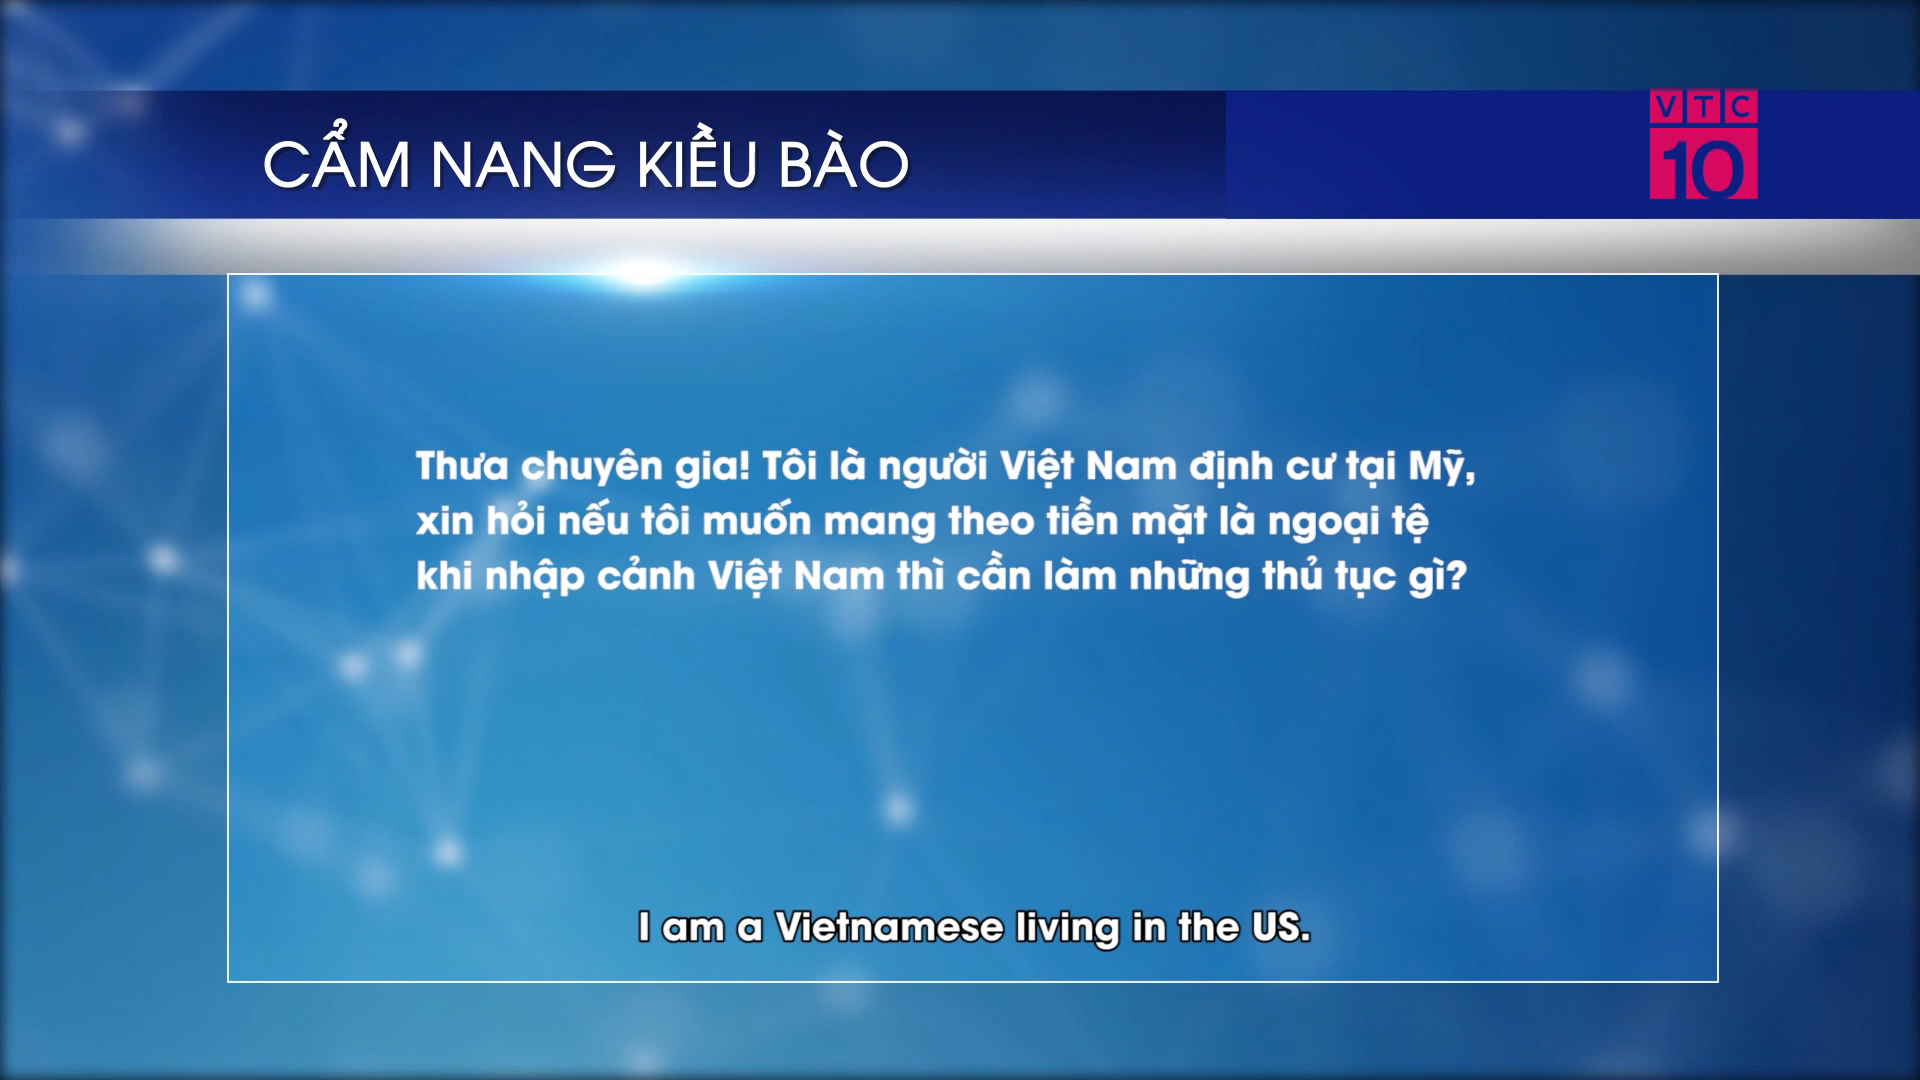 CẨM NANG KIỀU BÀO
VTC
10
Thưa chuyên gia! Tôi là người Việt Nam định cư tại Mỹ,
xin hỏi nếu tôi muốn mang theo tiền mặt là ngoại tệ
khi nhập cảnh Việt Nam thì cần làm những thủ tục gì?
I am a Vietnamese living in the US.